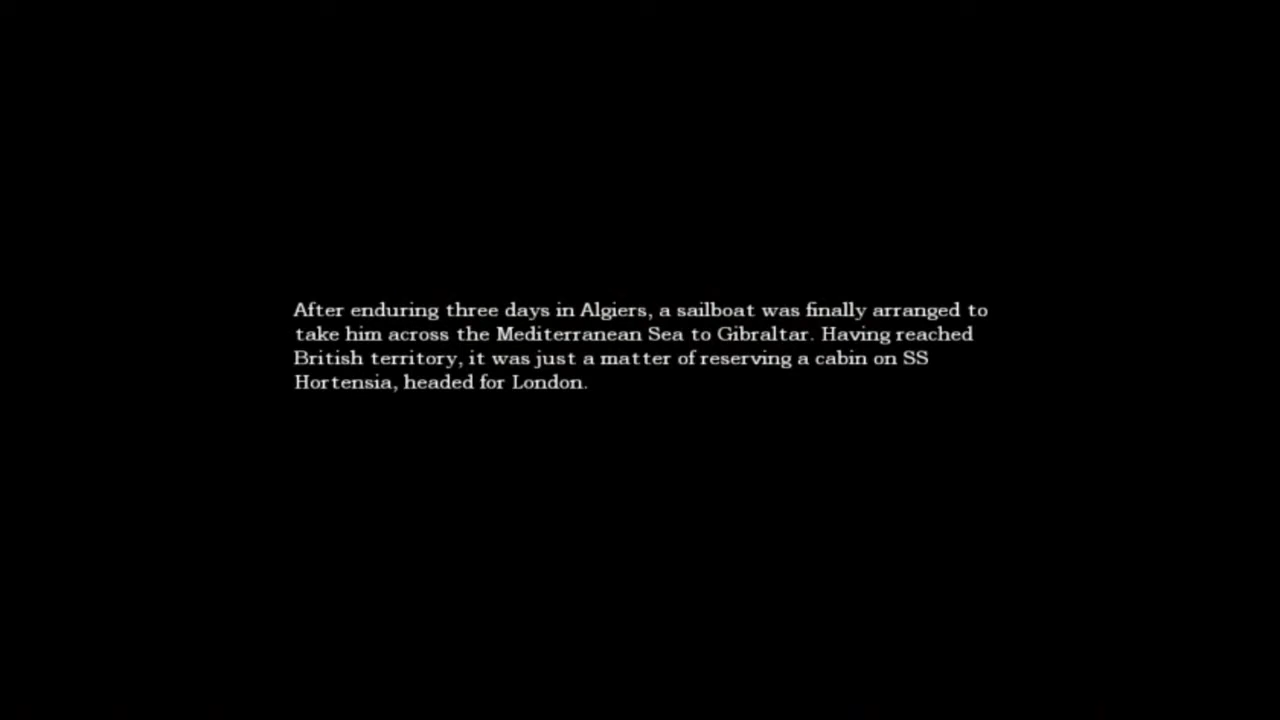 After enduring three days in Algiers, a sailboat was finally arranged to
take him across the Mediterranean Sea to Gibraltar. Having reached
British territory, it was just a matter of reserving a cabin on SS
Hortensia, headed for London.